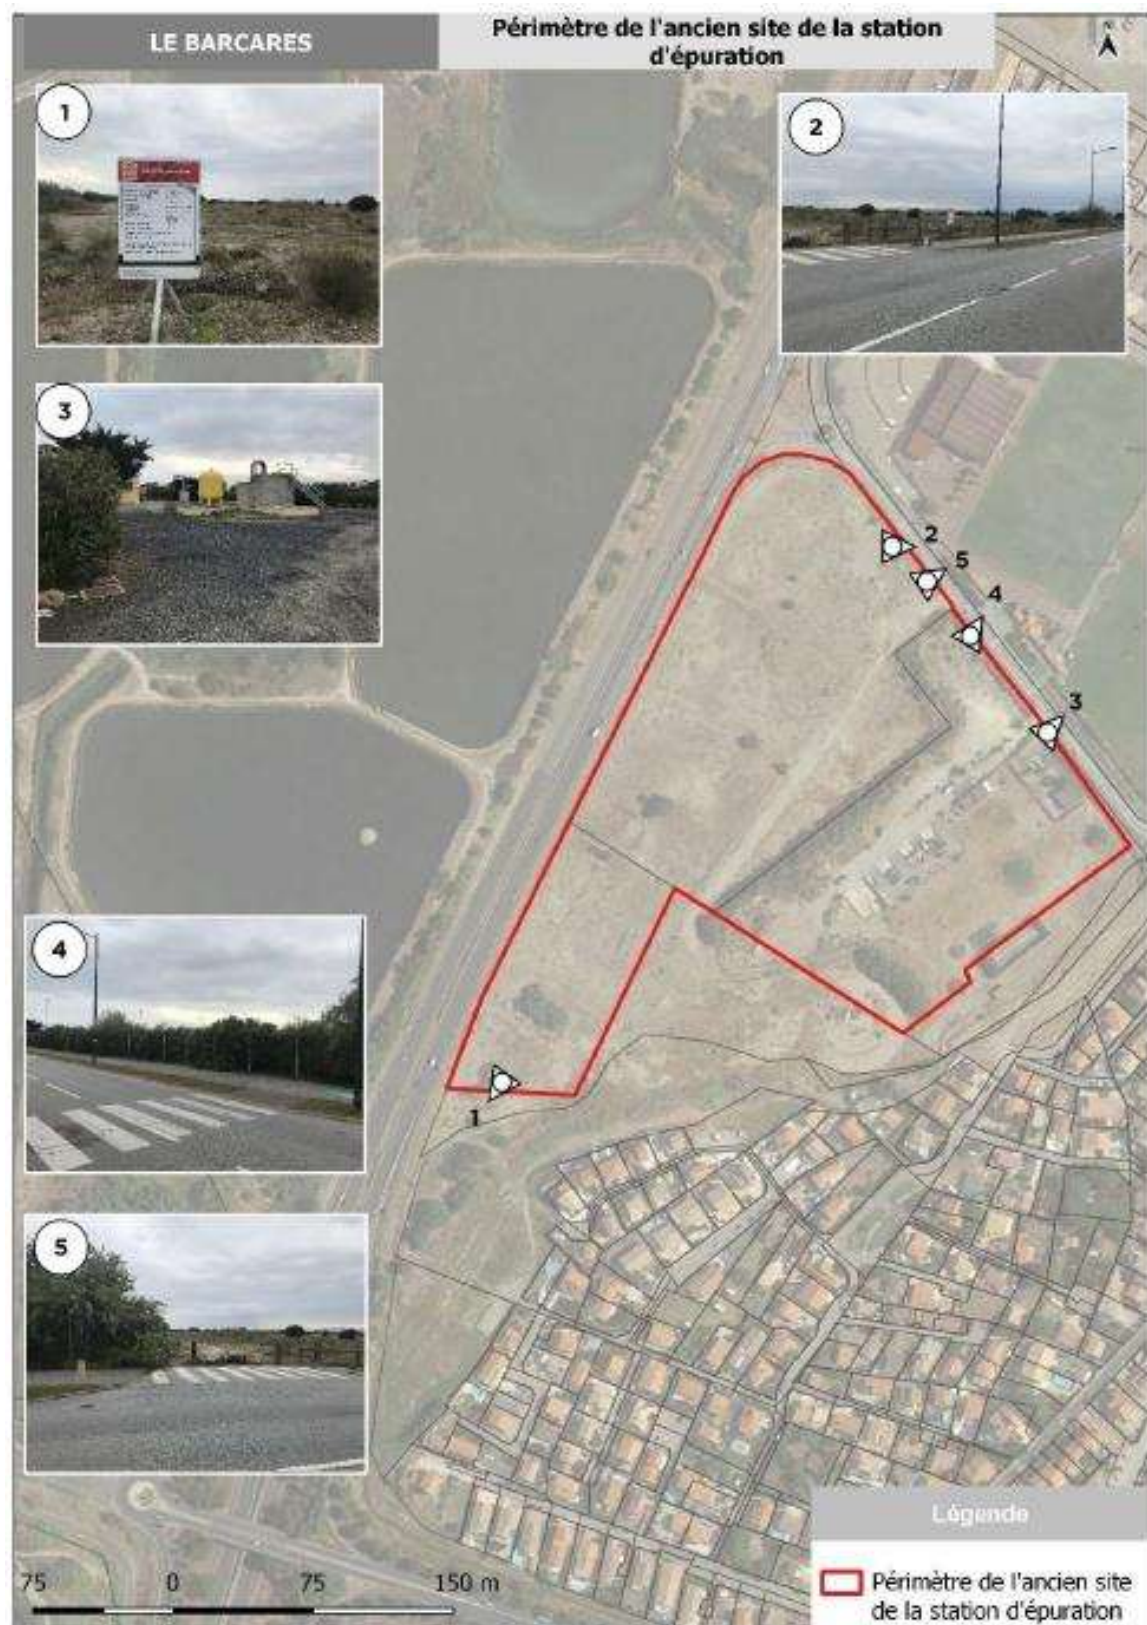 LE BARCARES
Périmètre de l'ancien site de la station
d'épuration
N
1
2
3
4
5
2
5
4
3
1
75 0 75 150 m
Légende
Périmètre de l'ancien site
de la station d'épuration